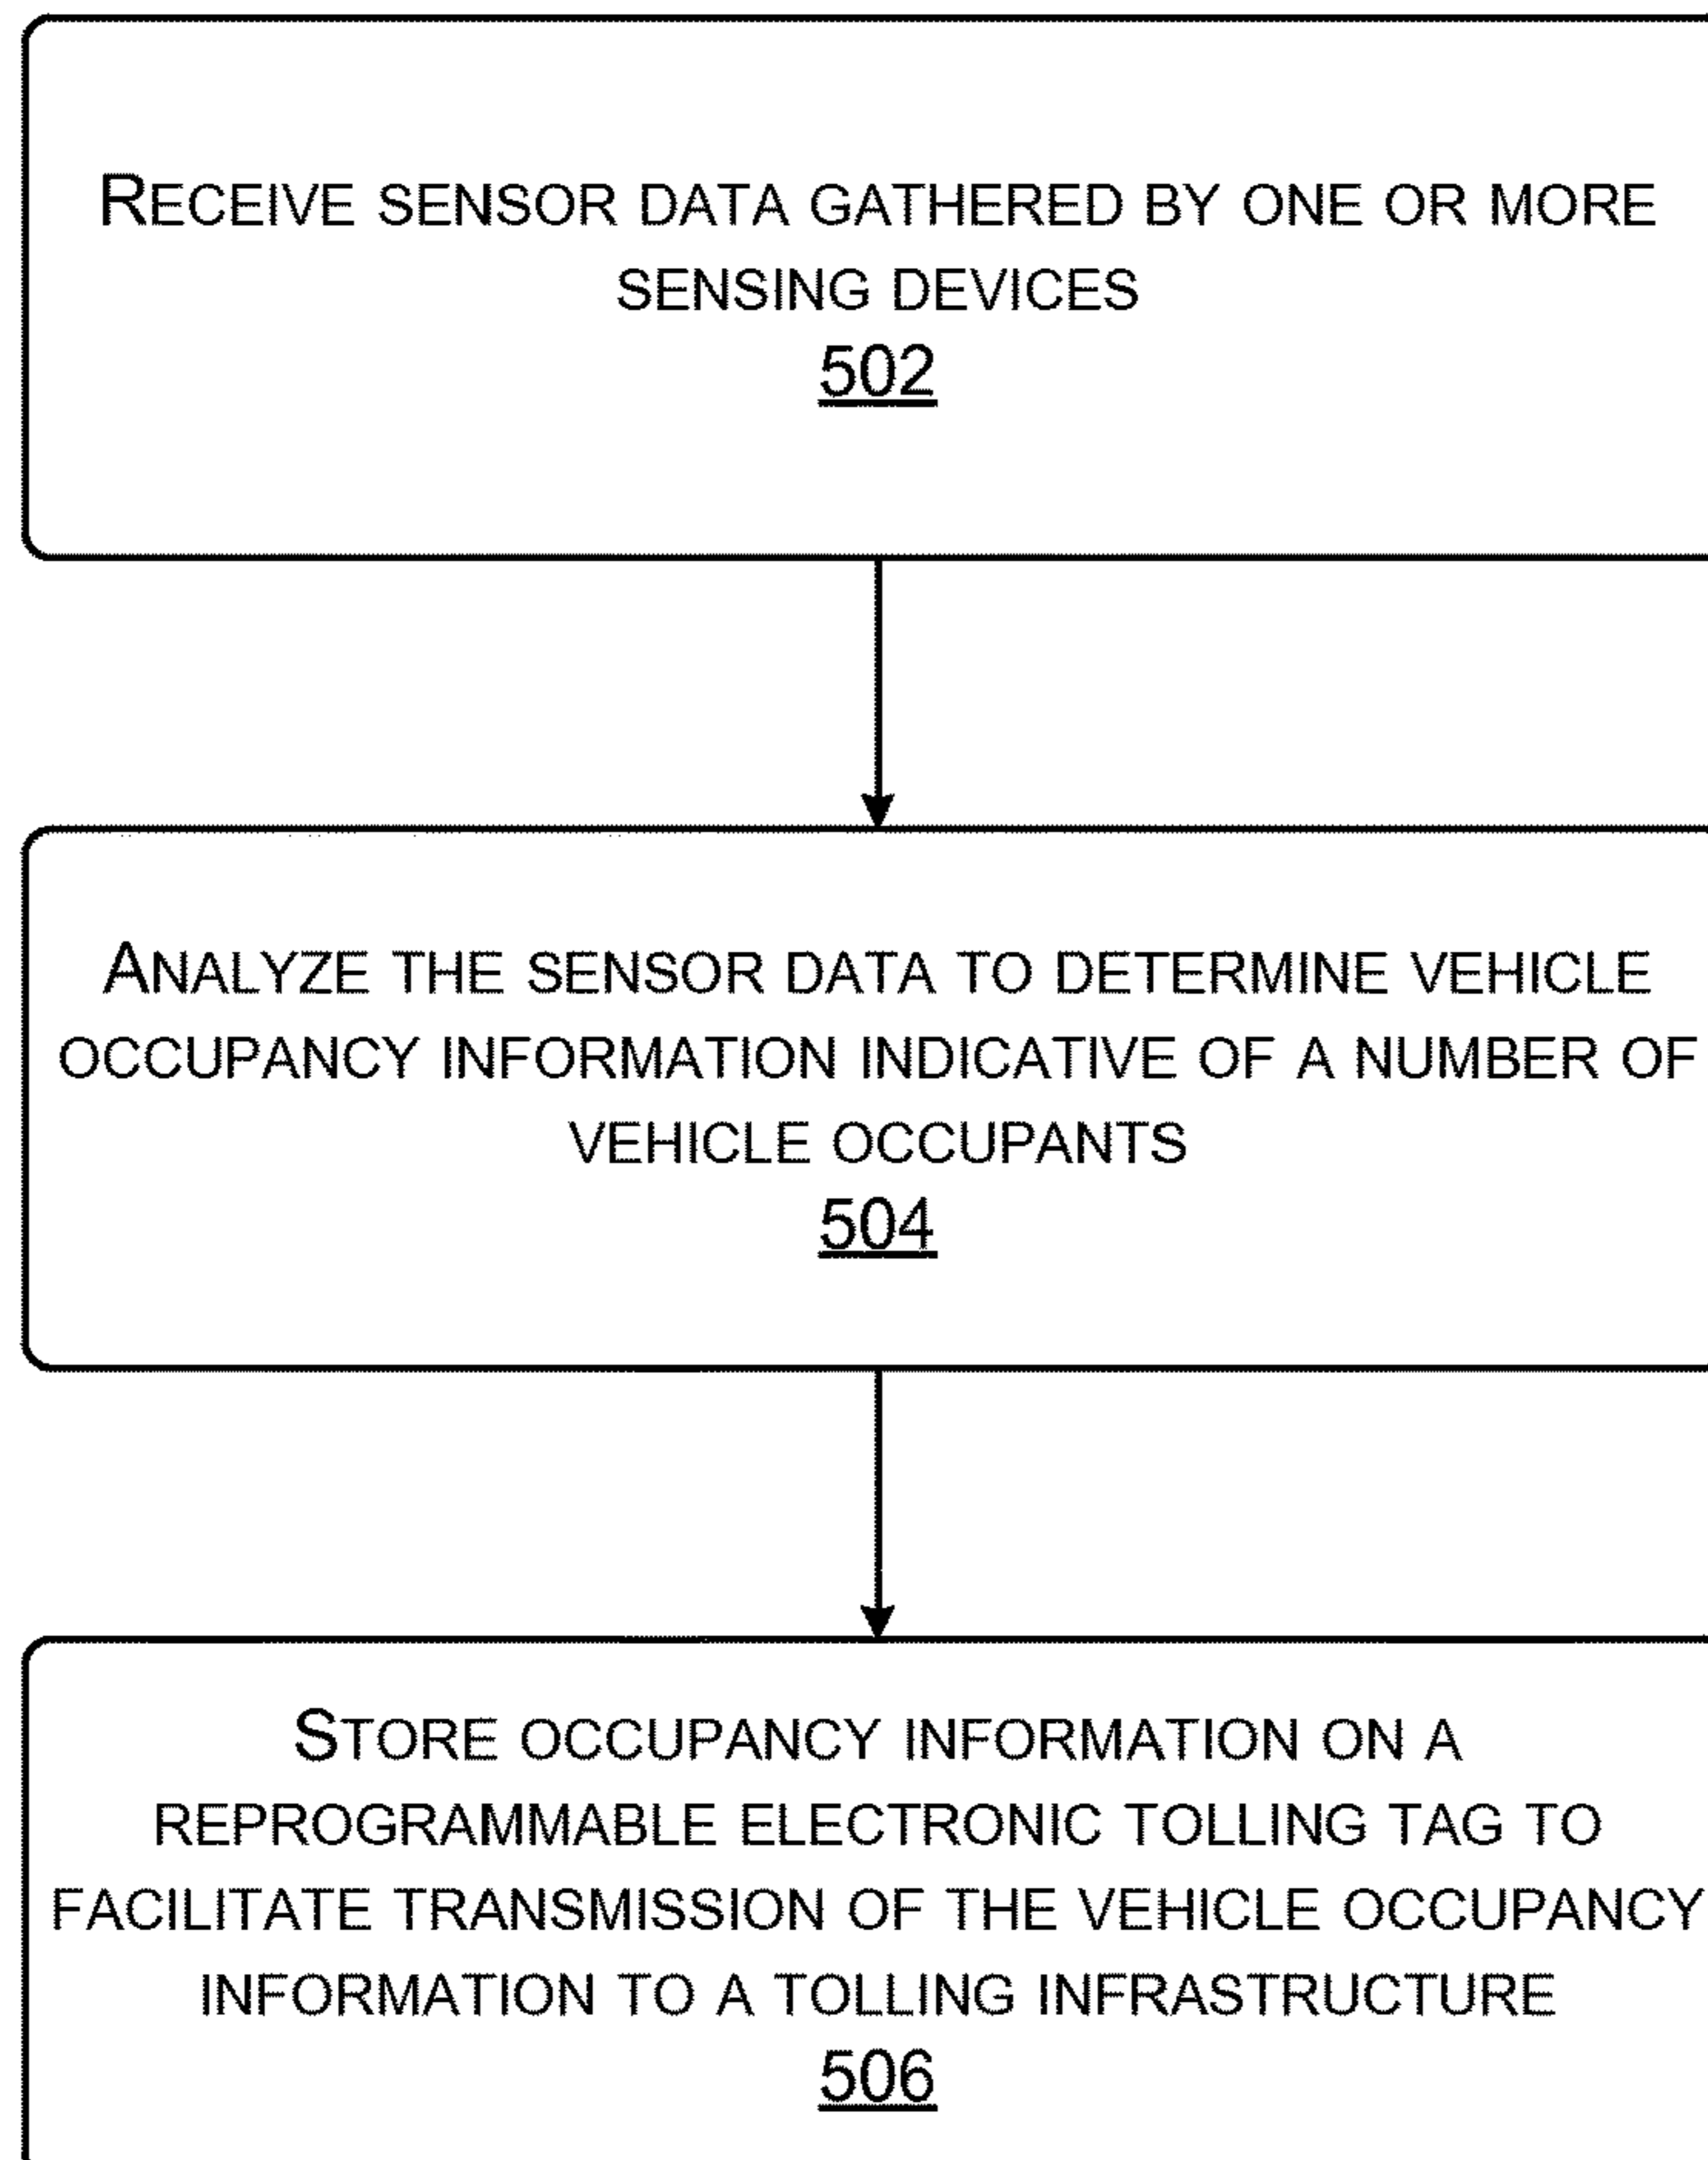 RECEIVE SENSOR DATA GATHERED BY ONE OR MORE
SENSING DEVICES
502
ANALYZE THE SENSOR DATA TO DETERMINE VEHICLE
OCCUPANCY INFORMATION INDICATIVE OF A NUMBER OF
VEHICLE OCCUPANTS
504
STORE OCCUPANCY INFORMATION ON A
REPROGRAMMABLE ELECTRONIC TOLLING TAG TO
FACILITATE TRANSMISSION OF THE VEHICLE OCCUPANCY
INFORMATION TO A TOLLING INFRASTRUCTURE
506